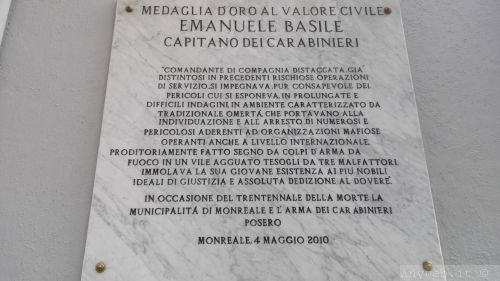 MEDAGLIA D'ORO AL VALORE CIVILE
EMANUELE BASILE
CAPITANO DEI CARABINIERI
"COMANDANTE DI COMPAGNIA DISTACCATA, GIA'
DISTINTOSI IN PRECEDENTI RISCHIOSE OPERAZIONI
DI SERVIZIO, SI IMPEGNAVA, PUR CONSAPEVOLE DEI
PERICOLI CUI SI ESPONEVA, IN PROLUNGATE E
DIFFICILI INDAGINI, IN AMBIENTE CARATTERIZZATO DA
TRADIZIONALE OMERTÁ, CHE PORTAVANO ALLA
INDIVIDUAZIONE E ALL'ARRESTO DI NUMEROSI E
PERICOLOSI ADERENTI AD ORGANIZZAZIONI MAFIOSE
OPERANTI ANCHE A LIVELLO INTERNAZIONALE.
PRODITORIAMENTE FATTO SEGNO DA COLPI D'ARMA DA
FUOCO IN UN VILE AGGUATO TESOGLI DA TRE MALFATTORI,
IMMOLAVA LA SUA GIOVANE ESISTENZA AI PIU' NOBILI
IDEALI DI GIUSTIZIA E ASSOLUTA DEDIZIONE AL DOVERE".
IN OCCASIONE DEL TRENTENNALE DELLA MORTE LA
MUNICIPALITÁ DI MONREALE E L'ARMA DEI CARABINIERI
POSERO
MONREALE, 4 MAGGIO 2010